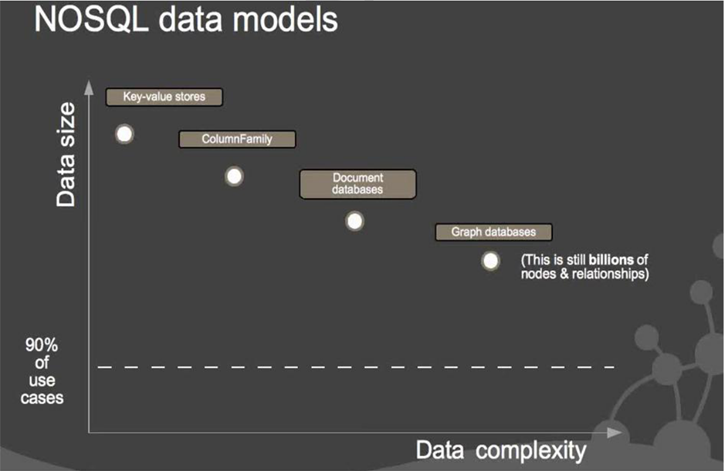 NOSQL data models
Data size
Key-value stores
ColumnFamily
Document
databases
Graph databases
(This is still billions of
nodes & relationships)
90%
of
use
cases
Data complexity